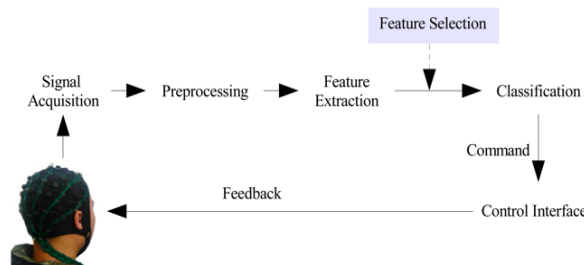 Feature Selection
Signal
Acquisition
Preprocessing
Feature
Extraction
Classification
Command
Feedback
Control Interface